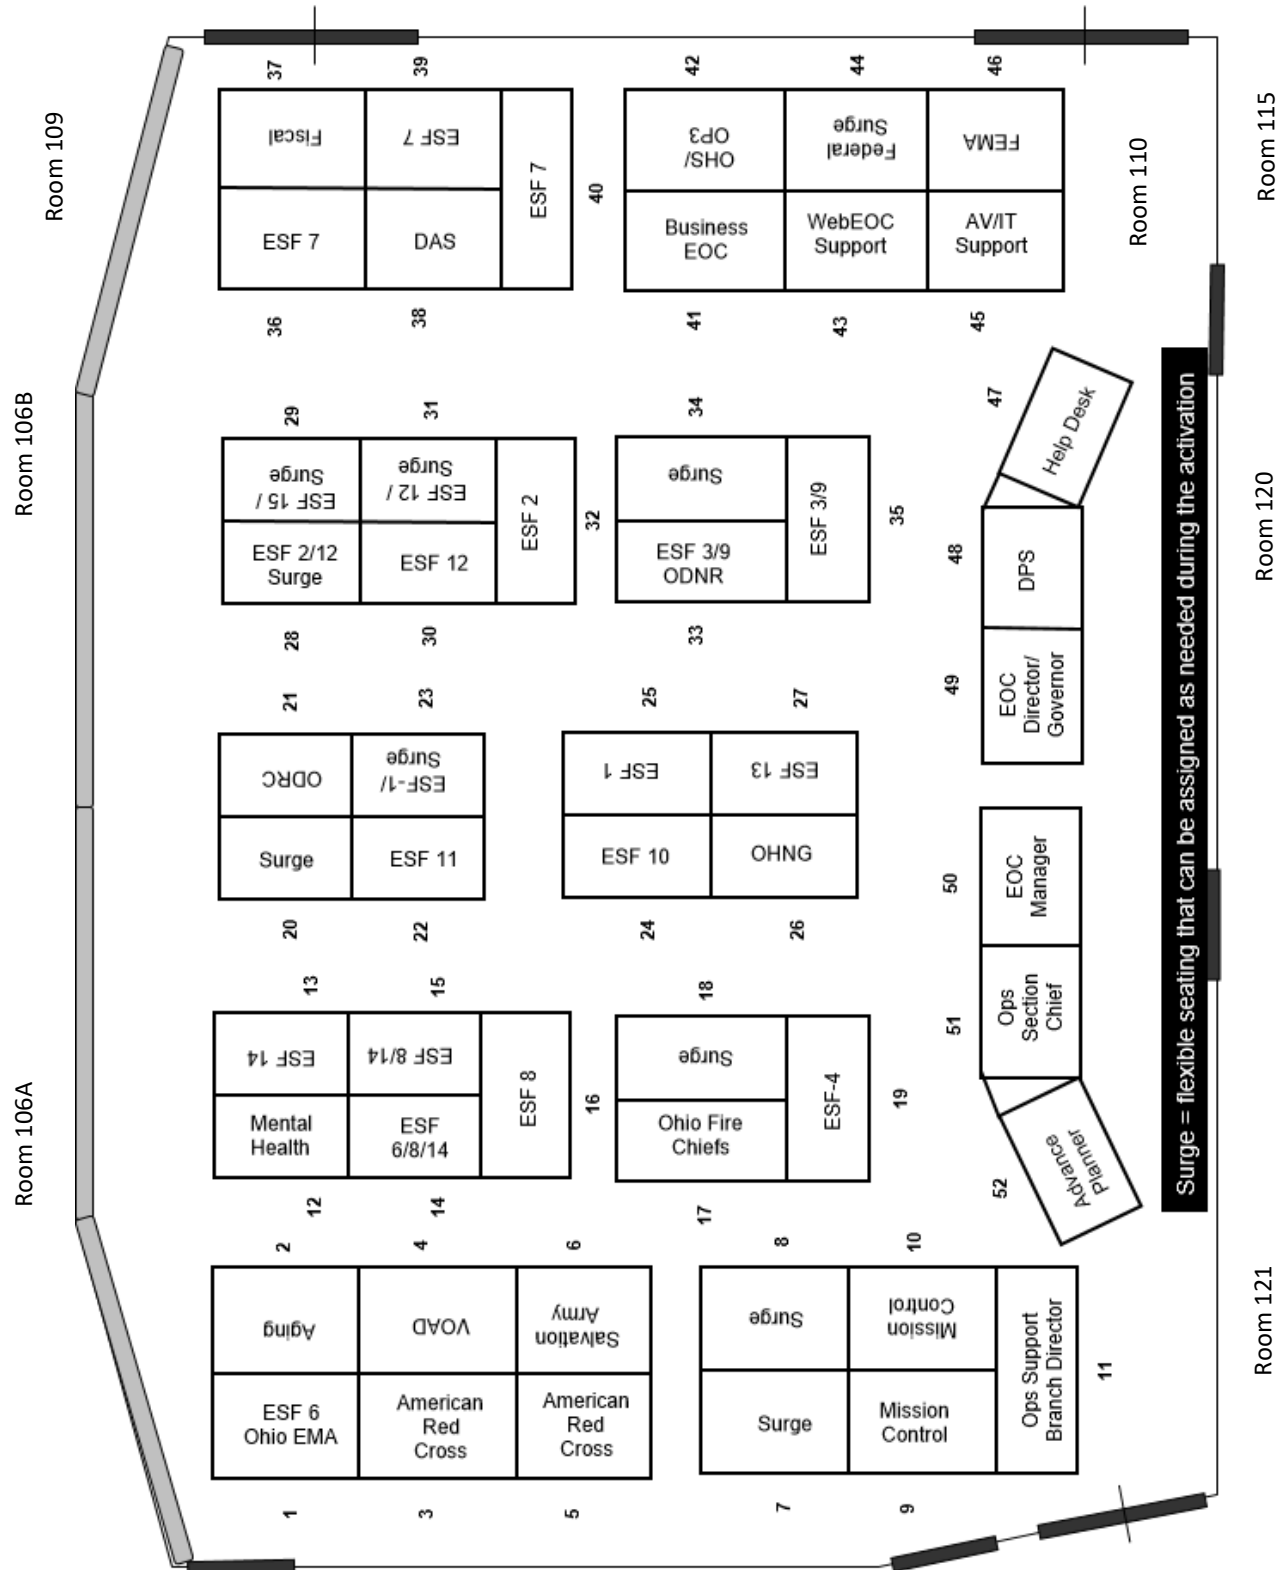 37
39
42
44
46
Room 109
Room 115
Fiscal
ESF 7
ESF 7
OHS/
OP3
Federal
Surge
FEMA
Room 110
40
ESF 7
DAS
Business
EOC
WebEOC
Support
AV/IT
Support
36
38
41
43
45
Room 106B
29
31
34
47
Help Desk
ESF 15 /
Surge
ESF 12 /
Surge
ESF 2
32
Surge
ESF 3/9
35
ESF 2/12
Surge
ESF 12
ESF 3/9
ODNR
48
DPS
Room 120
28
30
33
21
23
25
27
49
EOC
Director/
Governor
ODRC
ESF-1/
Surge
ESF 1
ESF 13
Surge
ESF 11
ESF 10
OHNG
50
EOC
Manager
20
22
24
26
Surge = flexible seating that can be assigned as needed during the activation
13
15
18
51
Ops
Section
Chief
Room 106A
ESF 14
ESF 8/14
ESF 8
16
Surge
ESF-4
19
Mental
Health
ESF
6/8/14
Ohio Fire
Chiefs
52
Advance
Planner
12
14
17
2
4
6
8
10
Aging
VOAD
Salvation
Army
Surge
Mission
Control
Ops Support
Branch Director
11
Room 121
ESF 6
Ohio EMA
American
Red
Cross
American
Red
Cross
Surge
Mission
Control
1
3
5
7
9